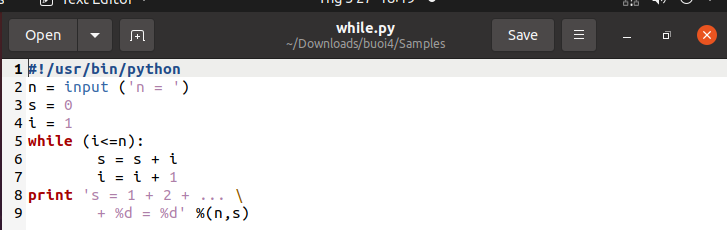 Text Editor
Open
while.py
~/Downloads/buoi4/Samples
Save
1 #!/usr/bin/python
2 n = input ('n = ')
3 s = 0
4 i = 1
5 while (i<=n):
6         s = s + i
7         i = i + 1
8 print 's = 1 + 2 + ... \
9         + %d = %d' %(n,s)